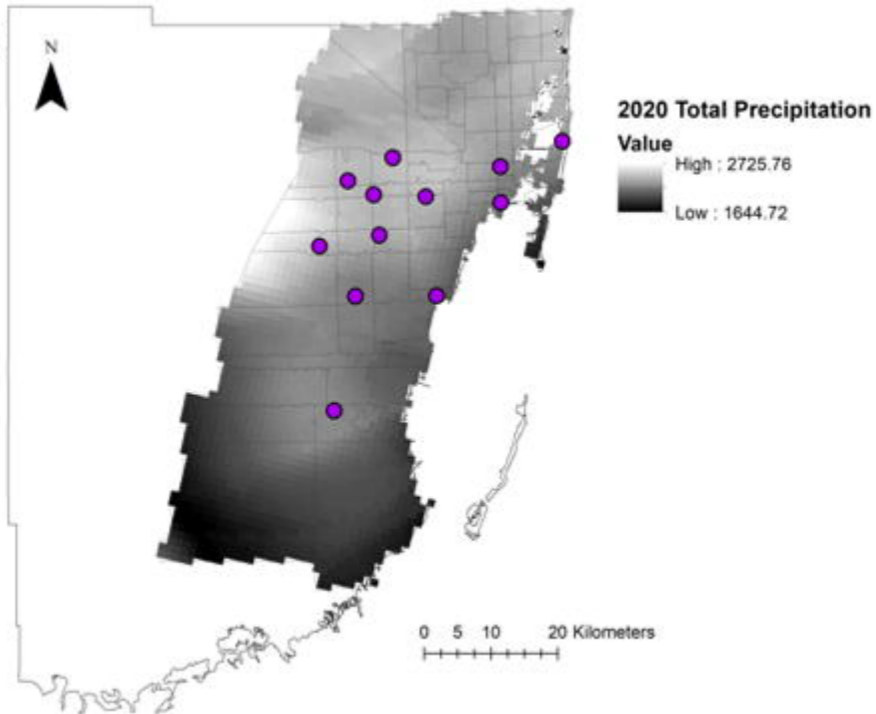 N
2020 Total Precipitation
Value
High : 2725.76
Low : 1644.72
0 5 10 20 Kilometers